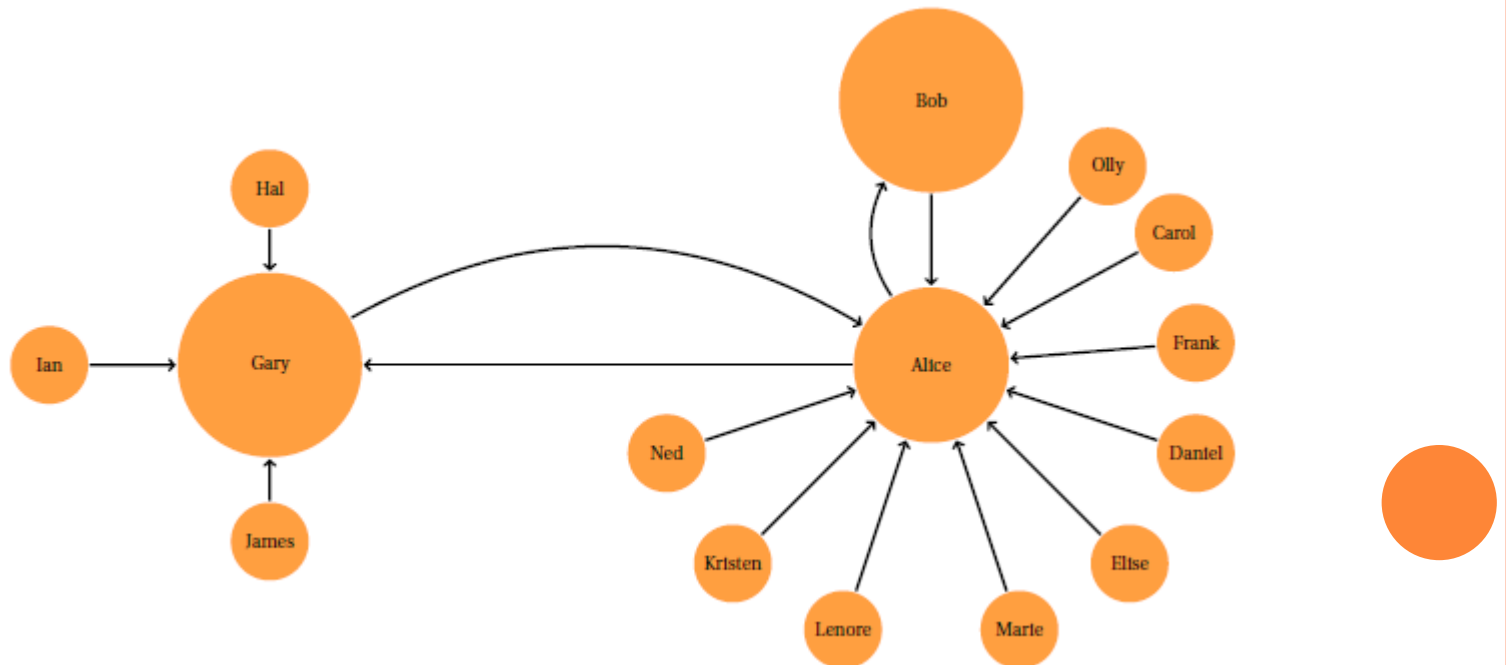 Bob
Olly
Hal
Carol
Frank
Ian
Gary
Alice
Ned
Daniel
James
Kristen
Elise
Lenore
Marie